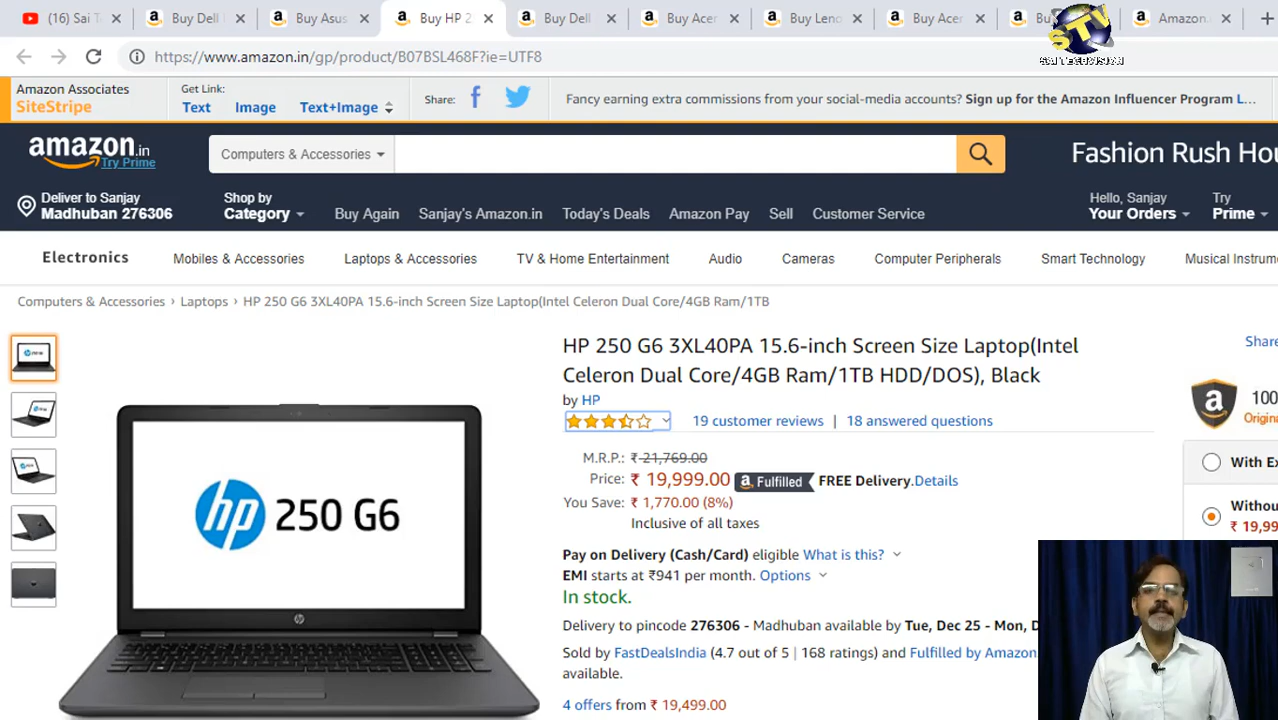 (16) Sai T
Buy Dell
Buy Asus
Buy HP 2
Buy Dell
Buy Acer
Buy Leno
Buy Acer
Bu
Amazon.
STV
SAI TECHVISION
https://www.amazon.in/gp/product/B07BSL468F?ie=UTF8
Amazon Associates
SiteStripe
Get Link:
Text
Image
Text+Image
Share:
Fancy earning extra commissions from your social-media accounts? Sign up for the Amazon Influencer Program L...
amazon.in
Try Prime
Computers & Accessories
Fashion Rush Hou
Deliver to Sanjay
Madhuban 276306
Shop by
Category
Buy Again
Sanjay's Amazon.in
Today's Deals
Amazon Pay
Sell
Customer Service
Hello, Sanjay
Your Orders
Try
Prime
Electronics
Mobiles & Accessories
Laptops & Accessories
TV & Home Entertainment
Audio
Cameras
Computer Peripherals
Smart Technology
Musical Instrum
Computers & Accessories › Laptops › HP 250 G6 3XL40PA 15.6-inch Screen Size Laptop(Intel Celeron Dual Core/4GB Ram/1TB
HP 250 G6 3XL40PA 15.6-inch Screen Size Laptop(Intel
Celeron Dual Core/4GB Ram/1TB HDD/DOS), Black
by HP
19 customer reviews | 18 answered questions
M.R.P.: ₹ 21,769.00
Price: ₹ 19,999.00 a Fulfilled FREE Delivery.Details
You Save: ₹ 1,770.00 (8%)
Inclusive of all taxes
Pay on Delivery (Cash/Card) eligible What is this?
EMI starts at ₹941 per month. Options
In stock.
Delivery to pincode 276306 - Madhuban available by Tue, Dec 25 - Mon, D
Sold by FastDealsIndia (4.7 out of 5 | 168 ratings) and Fulfilled by Amazon
available.
4 offers from ₹ 19,499.00
hp 250 G6
hp
Share
a
100
Origin
With Ex
Withou
₹ 19,99